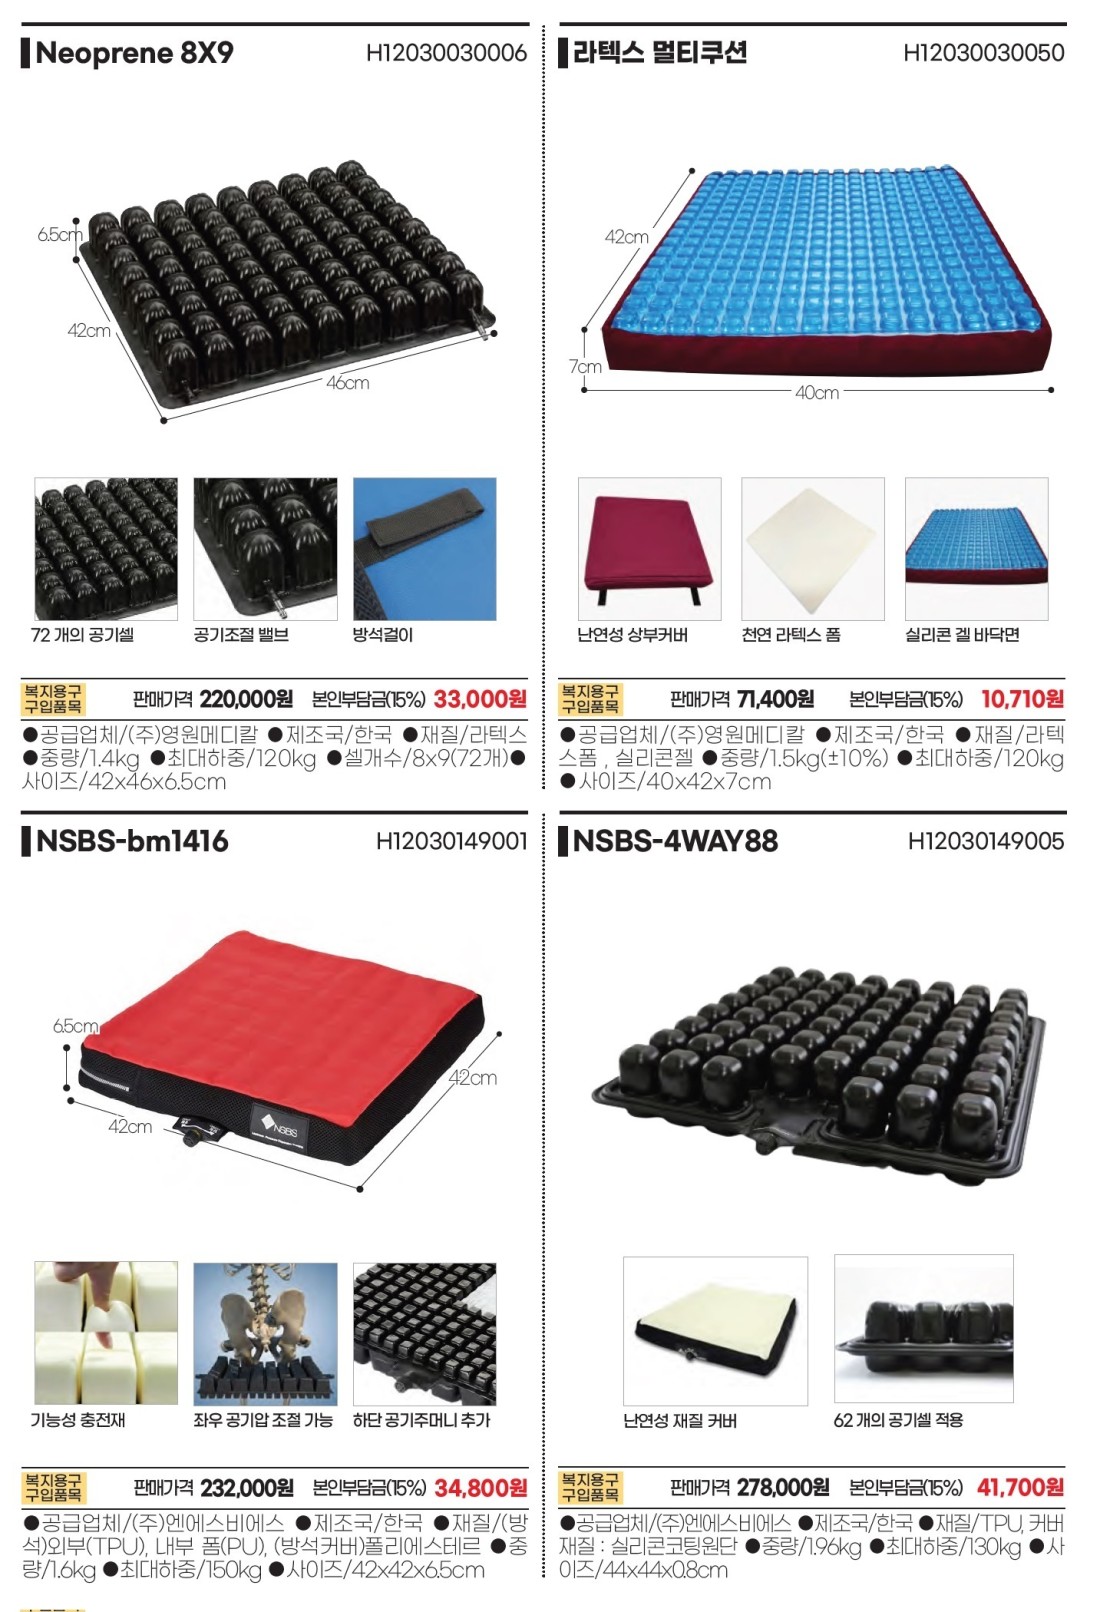 Neoprene 8X9 H12030030006
6.5cm
42cm
46cm
72 개의 공기셀 공기조절 밸브 방석걸이
복지용구
구입품목
판매가격 220,000원 본인부담금(15%) 33,000원
●공급업체/(주)영원메디칼 ●제조국/한국 ●재질/라텍스
●중량/1.4kg ●최대하중/120kg ●셀개수/8x9(72개)●
사이즈/42x46x6.5cm
라텍스 멀티쿠션 H12030030050
42cm
7cm
40cm
난연성 상부커버 천연 라텍스 폼 실리콘 겔 바닥면
복지용구
구입품목
판매가격 71,400원 본인부담금(15%) 10,710원
●공급업체/(주)영원메디칼 ●제조국/한국 ●재질/라텍
스폼 , 실리콘젤 ●중량/1.5kg(±10%) ●최대하중/120kg
●사이즈/40x42x7cm
NSBS-bm1416 H12030149001
6.5cm
42cm
42cm
NSBS
기능성 충전재 좌우 공기압 조절 가능 하단 공기주머니 추가
복지용구
구입품목
판매가격 232,000원 본인부담금(15%) 34,800원
●공급업체/(주)엔에스비에스 ●제조국/한국 ●재질/(방
석)외부(TPU), 내부 폼(PU), (방석커버)폴리에스테르 ●중
량/1.6kg ●최대하중/150kg ●사이즈/42x42x6.5cm
NSBS-4WAY88 H12030149005
난연성 재질 커버 62 개의 공기셀 적용
복지용구
구입품목
판매가격 278,000원 본인부담금(15%) 41,700원
●공급업체/(주)엔에스비에스 ●제조국/한국 ●재질/TPU, 커버
재질 : 실리콘코팅원단 ●중량/1.96kg ●최대하중/130kg ●사
이즈/44x44x0.8cm